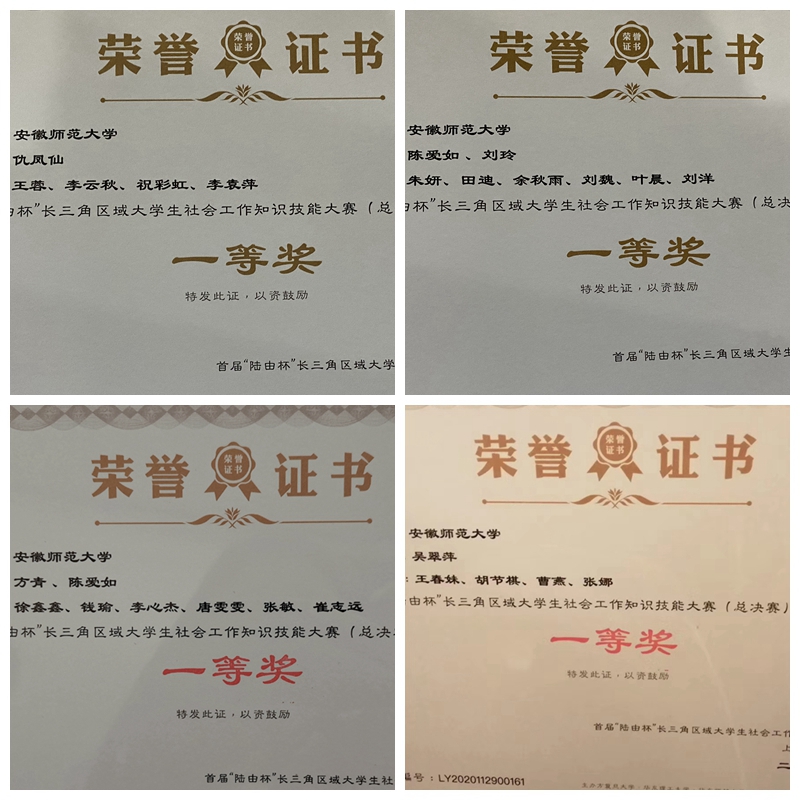 荣誉证书
荣誉
证书
安徽师范大学
仇凤仙
王蓉、李云秋、祝彩虹、李袁萍
由杯"长三角区域大学生社会工作知识技能大赛（总
一等奖
特发此证，以资鼓励
首届"陆由杯"长三角区域大学
荣誉证书
荣誉
证书
安徽师范大学
陈爱如、刘玲
朱妍、田迪、余秋雨、刘魏、叶晨、刘洋
由杯"长三角区域大学生社会工作知识技能大赛（总决
一等奖
特发此证，以资鼓励
首届"陆由杯"长三角区域大学生
荣誉证书
荣誉
证书
安徽师范大学
方青、陈爱如
徐鑫鑫、钱瑜、李心杰、唐雯雯、张敏、崔志远
由杯"长三角区域大学生社会工作知识技能大赛（总决
一等奖
特发此证，以资鼓励
首届"陆由杯"长三角区域大学生社
荣誉证书
荣誉
证书
安徽师范大学
吴翠萍
：王春妹、胡节祺、曹燕、张娜
由杯"长三角区域大学生社会工作知识技能大赛（总决赛）
一等奖
特发此证，以资鼓励
首届"陆由杯"长三角区域大学生社会工作
上
二
编号：LY2020112900161